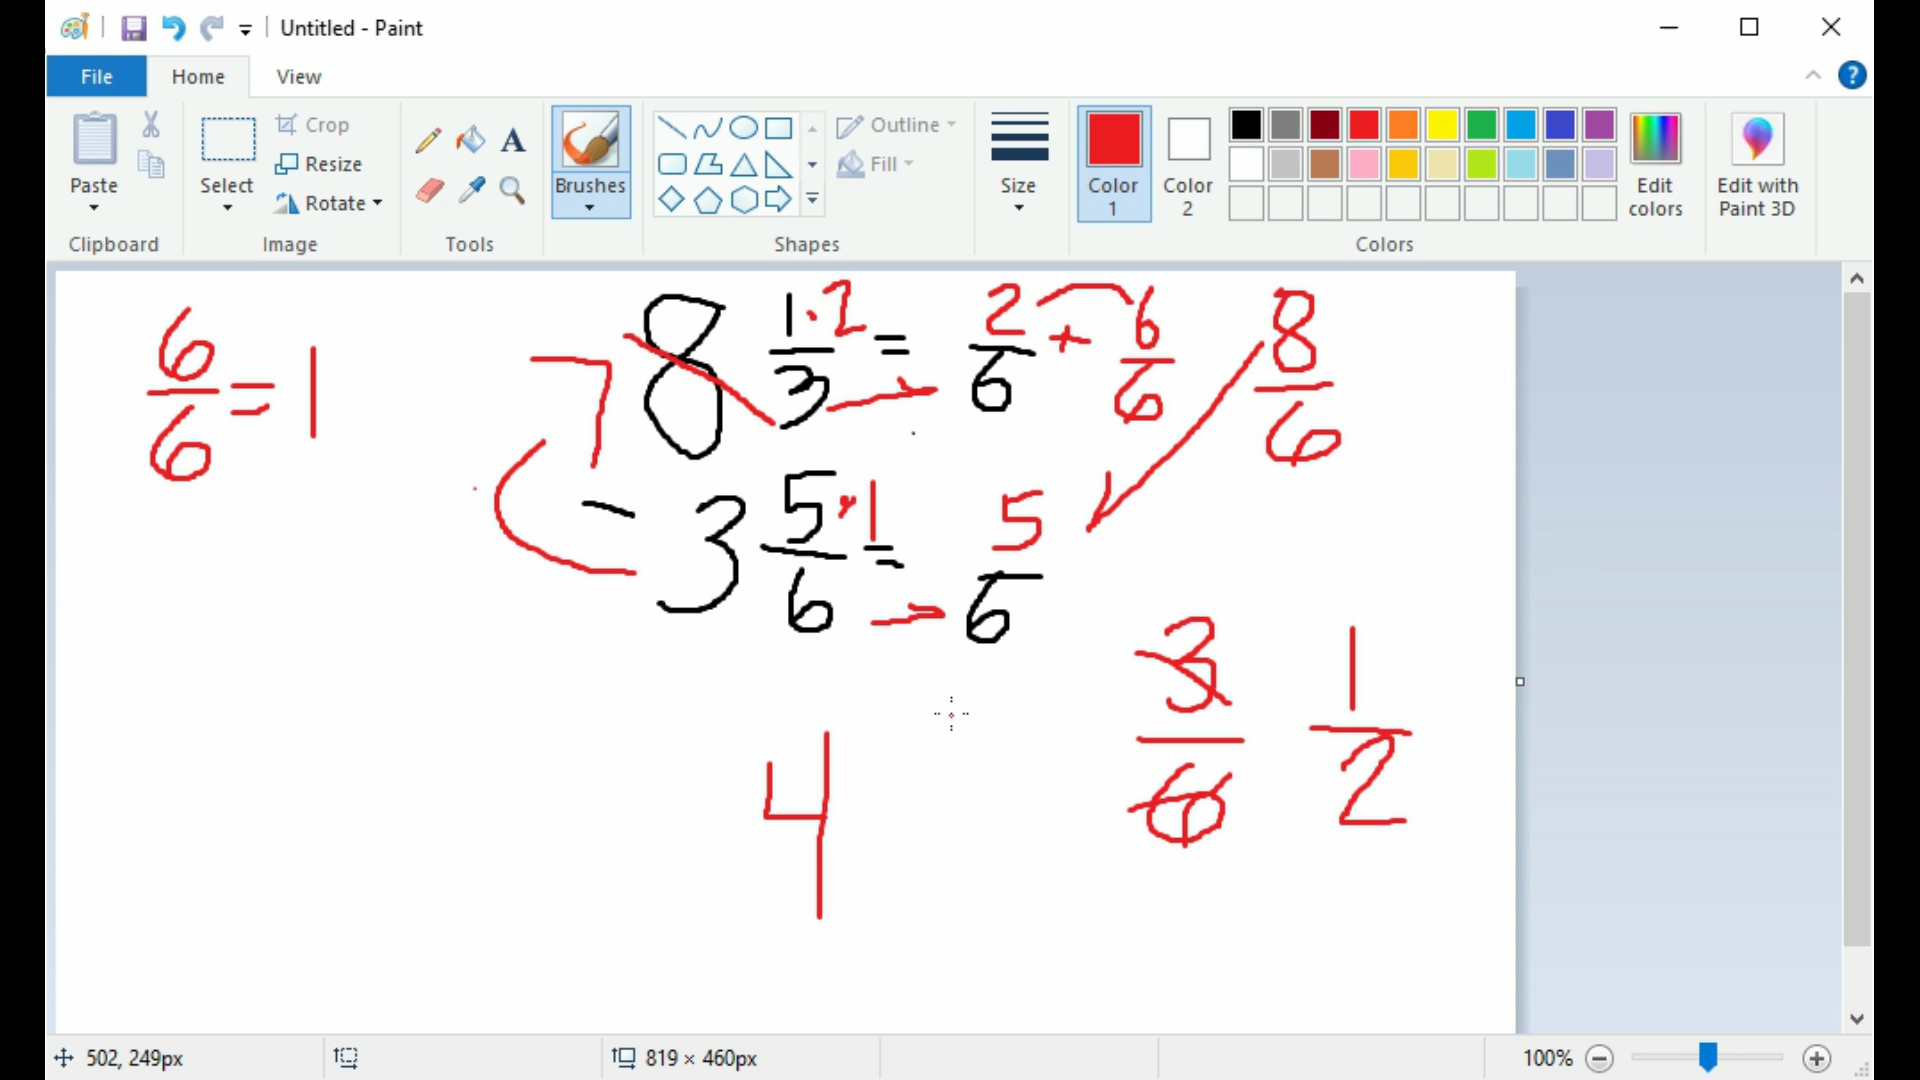 Untitled - Paint
File Home View
Paste
Select
Crop
Resize
Rotate
Brushes
Outline
Fill
Size
Color 1
Color 2
Edit colors
Edit with Paint 3D
Clipboard Image Tools Shapes Colors
6/6 = 1
7 8 1/3 · 2 = 2/6 + 6/6 8/6
- 3 5/6 · 1 = 5/6
4 3/6 1/2
502, 249px 819 × 460px 100%